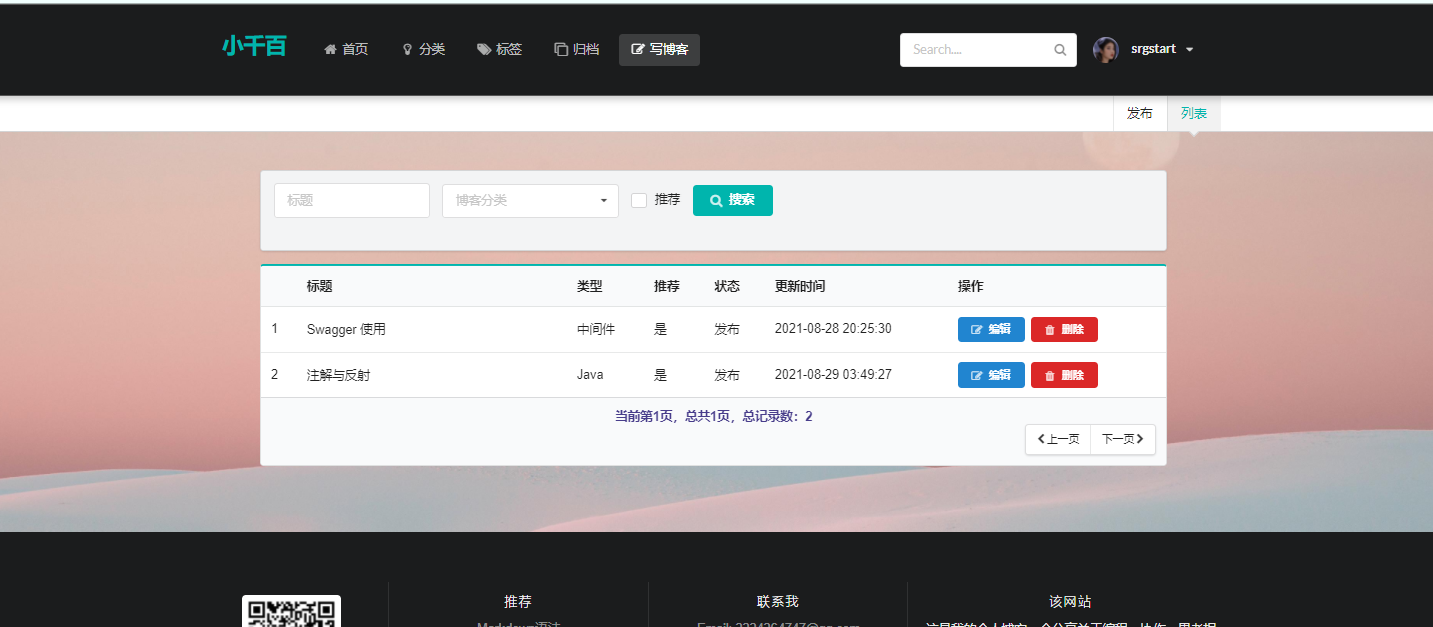 小千百 首页 分类 标签 归档 写博客 Search.... srgstart
发布 列表
标题 博客分类 推荐 搜索
标题 类型 推荐 状态 更新时间 操作
1 Swagger 使用 中间件 是 发布 2021-08-28 20:25:30 编辑 删除
2 注解与反射 Java 是 发布 2021-08-29 03:49:27 编辑 删除
当前第1页，总共1页，总记录数：2
上一页 下一页
推荐 联系我 该网站